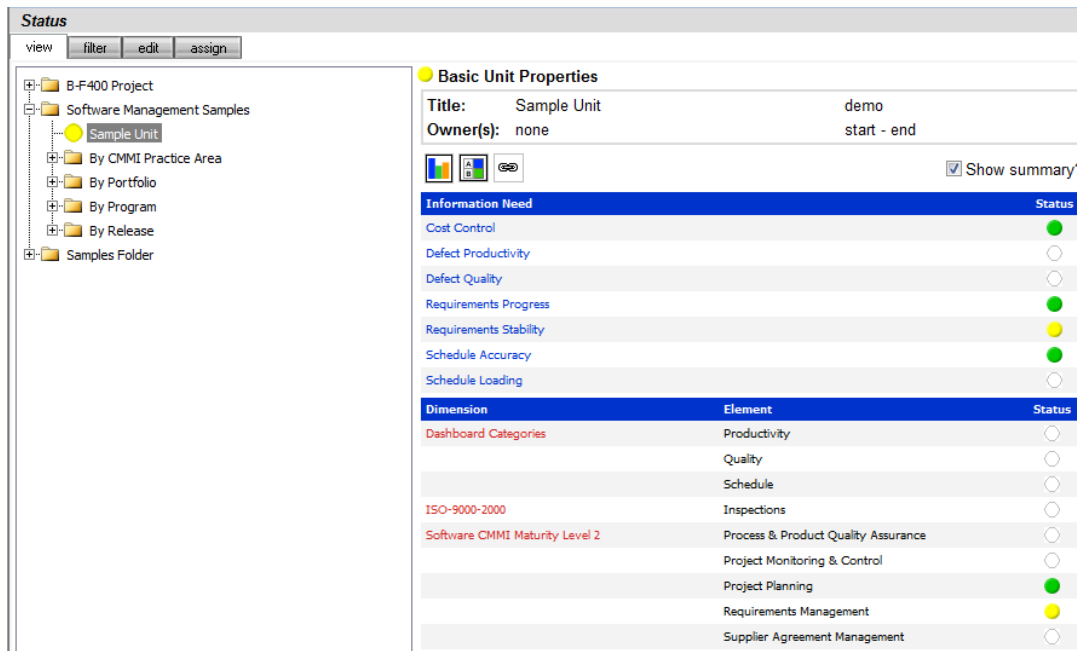 Status
view filter edit assign
B-F400 Project
Software Management Samples
Sample Unit
By CMMI Practice Area
By Portfolio
By Program
By Release
Samples Folder
Basic Unit Properties
Title: Sample Unit demo
Owner(s): none start - end
A
B
Show summary?
Information Need Status
Cost Control
Defect Productivity
Defect Quality
Requirements Progress
Requirements Stability
Schedule Accuracy
Schedule Loading
Dimension Element Status
Dashboard Categories Productivity
Quality
Schedule
ISO-9000-2000 Inspections
Software CMMI Maturity Level 2 Process & Product Quality Assurance
Project Monitoring & Control
Project Planning
Requirements Management
Supplier Agreement Management